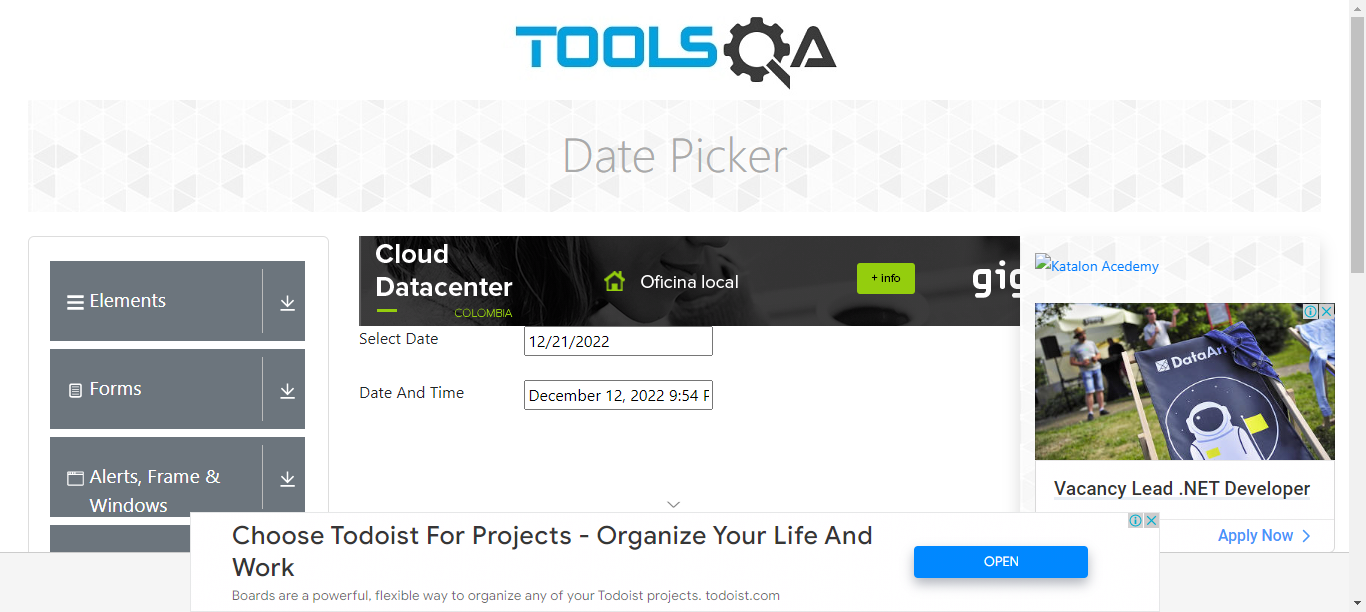 TOOLSQA
Date Picker
Elements
Forms
Alerts, Frame &
Windows
Cloud
Datacenter
COLOMBIA
Oficina local
+ info
gig
Select Date
12/21/2022
Date And Time
December 12, 2022 9:54 P
Katalon Acedemy
DataArt
Vacancy Lead .NET Developer
Apply Now
Choose Todoist For Projects - Organize Your Life And
Work
Boards are a powerful, flexible way to organize any of your Todoist projects. todoist.com
OPEN